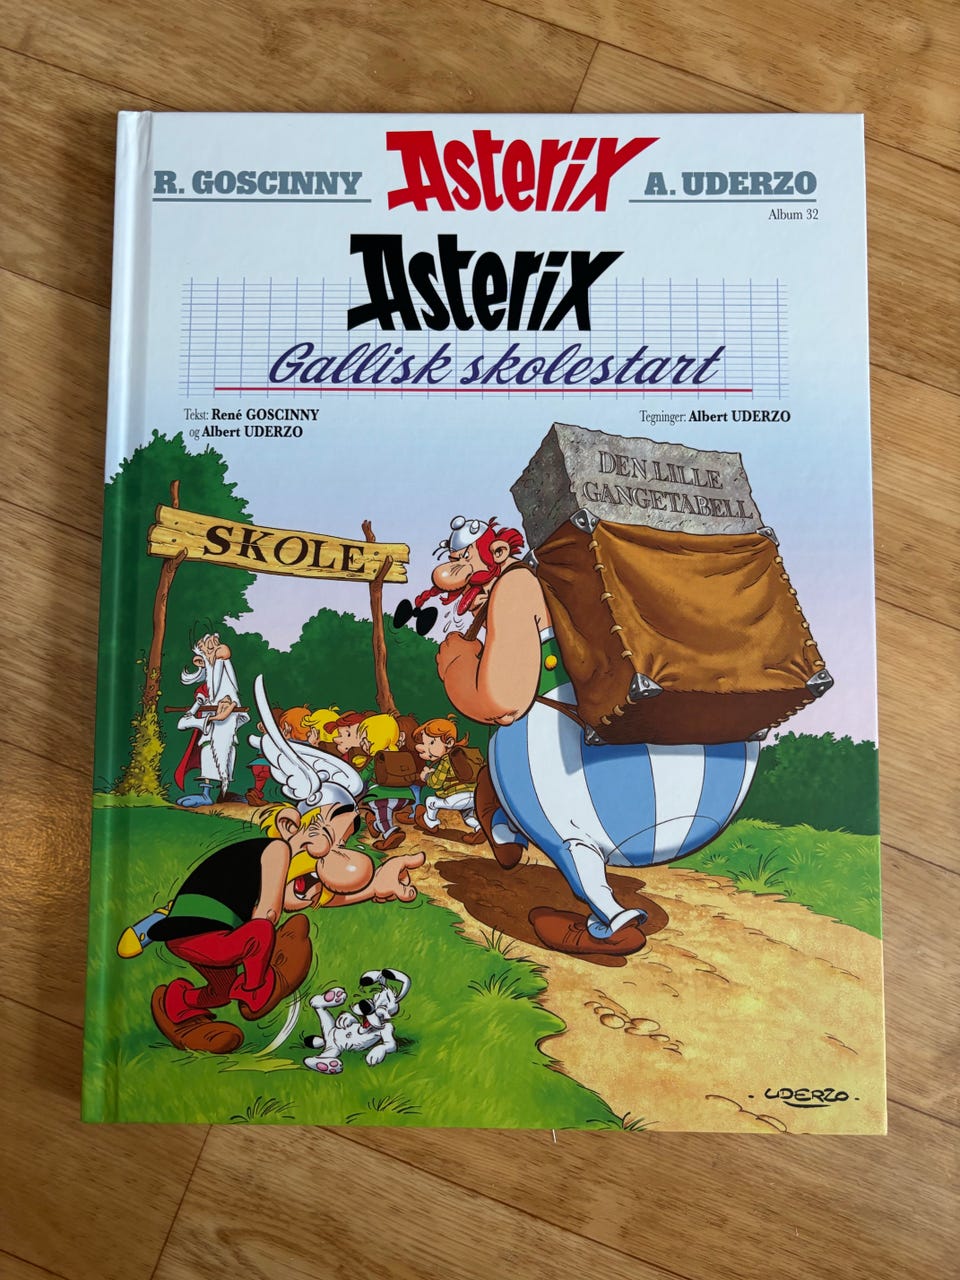 R. GOSCINNY Asterix A. UDERZO
Album 32
Asterix
Gallisk skolestart
Tekst: René GOSCINNY
og Albert UDERZO
Tegninger: Albert UDERZO
DEN LILLE
GANGETABELL
SKOLE
UDERZO